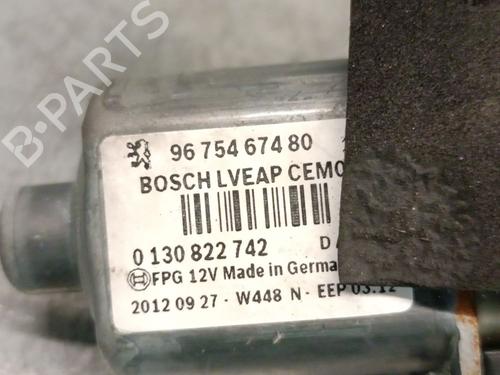 96 754 674 80
BOSCH LVEAP CEMO
0 130 822 742 D
FPG 12V Made in Germa
2012 09 27 - W448 N - EEP 03.12
B-PARTS